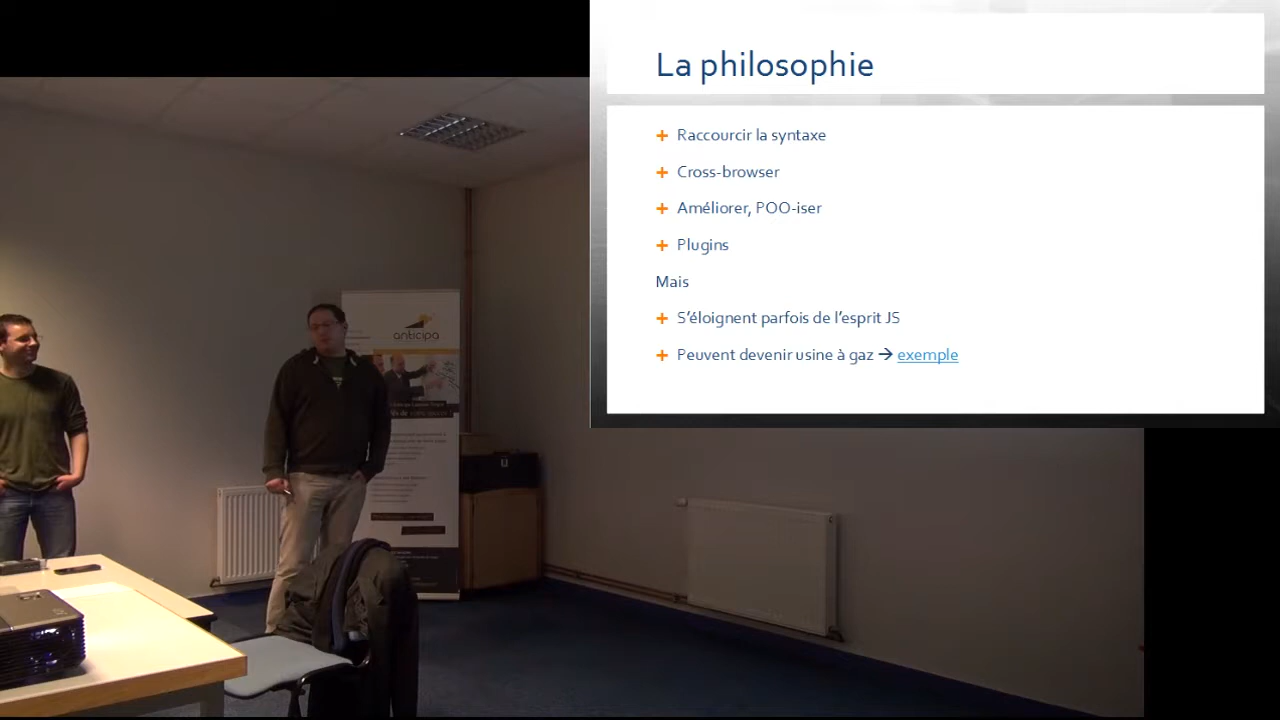 La philosophie
Raccourcir la syntaxe
Cross-browser
Améliorer, POO-iser
Plugins
Mais
S'éloignent parfois de l'esprit JS
Peuvent devenir usine à gaz → exemple
anticipa